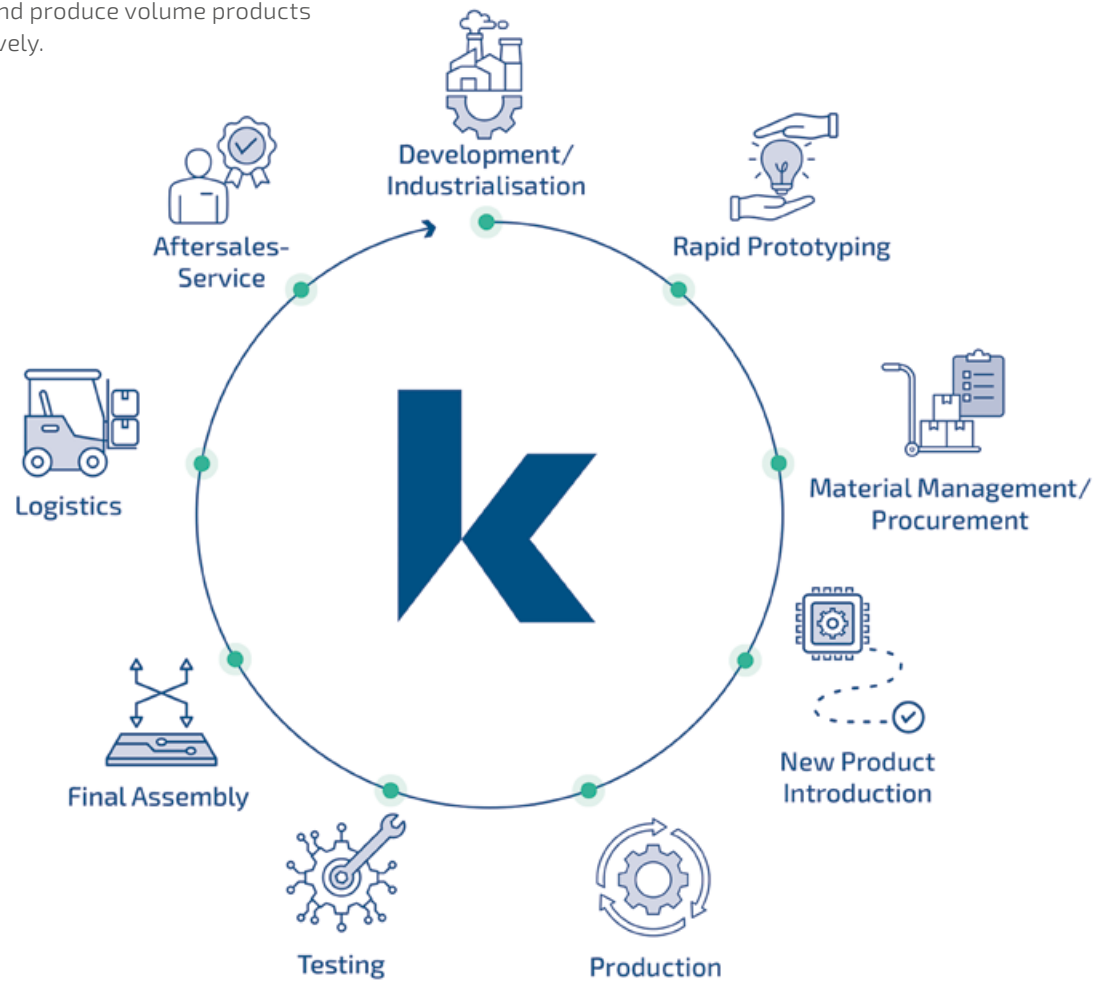 nd produce volume products
vely.
Development/
Industrialisation
Rapid Prototyping
Material Management/
Procurement
New Product
Introduction
Production
Testing
Final Assembly
Logistics
Aftersales-
Service
k